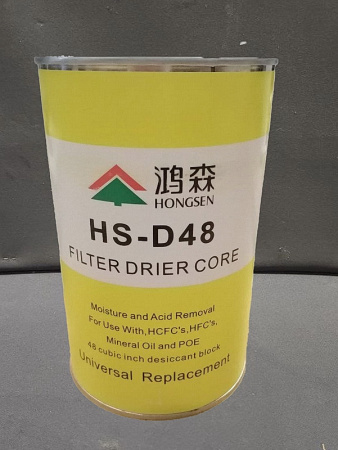 鸿森
HONGSEN
HS-D48
FILTER DRIER CORE
Moisture and Acid Removal
For Use With,HCFC's,HFC's,
Mineral Oil and POE
48 cubic inch desiccant block
Universal Replacement